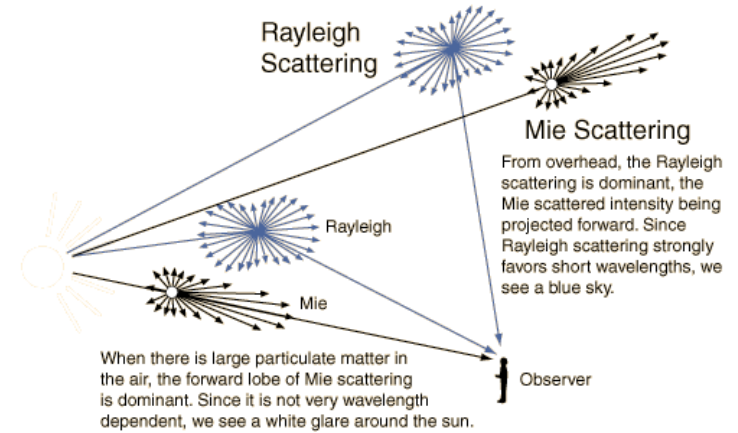 Rayleigh
Scattering
Mie Scattering
From overhead, the Rayleigh
scattering is dominant, the
Mie scattered intensity being
projected forward. Since
Rayleigh scattering strongly
favors short wavelengths, we
see a blue sky.
Rayleigh
Mie
When there is large particulate matter in
the air, the forward lobe of Mie scattering
is dominant. Since it is not very wavelength
dependent, we see a white glare around the sun.
Observer